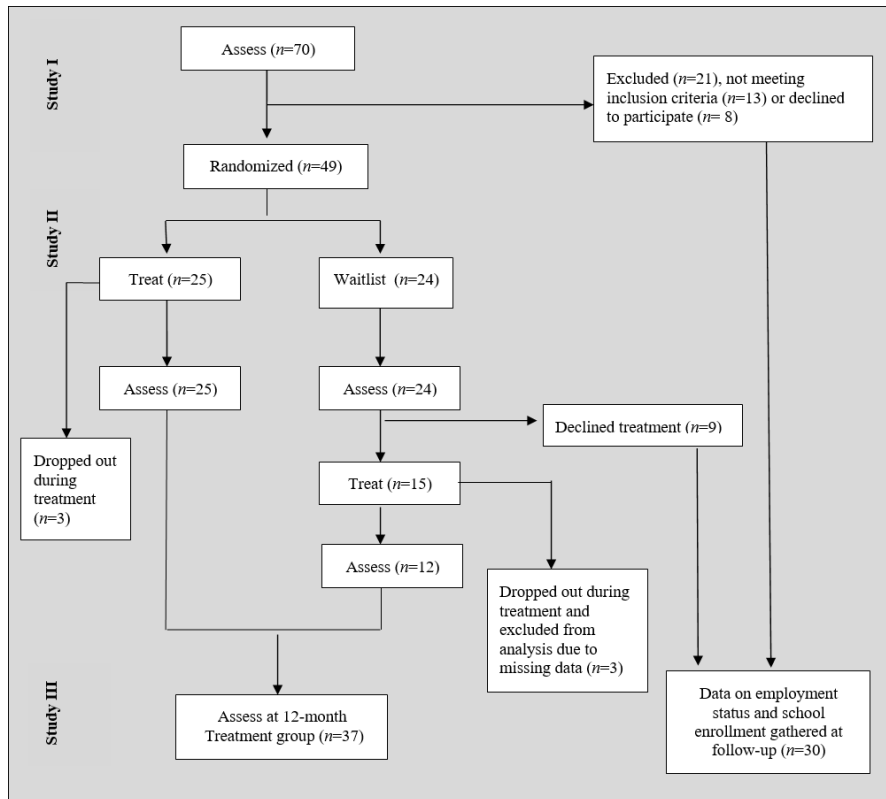 Study I
Assess (n=70)
Excluded (n=21), not meeting
inclusion criteria (n=13) or declined
to participate (n= 8)
Randomized (n=49)
Study II
Treat (n=25)
Waitlist (n=24)
Assess (n=25)
Assess (n=24)
Declined treatment (n=9)
Dropped out
during
treatment
(n=3)
Treat (n=15)
Assess (n=12)
Dropped out during
treatment and
excluded from
analysis due to
missing data (n=3)
Study III
Assess at 12-month
Treatment group (n=37)
Data on employment
status and school
enrollment gathered at
follow-up (n=30)